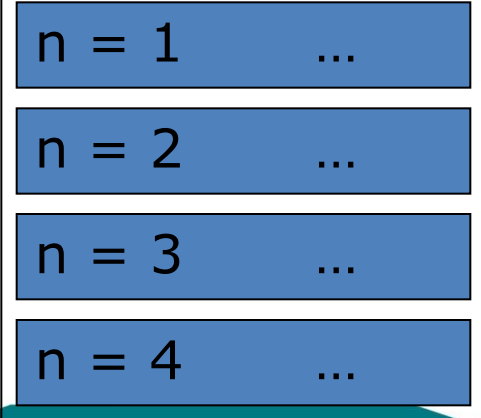 n = 1 …
n = 2 …
n = 3 …
n = 4 …